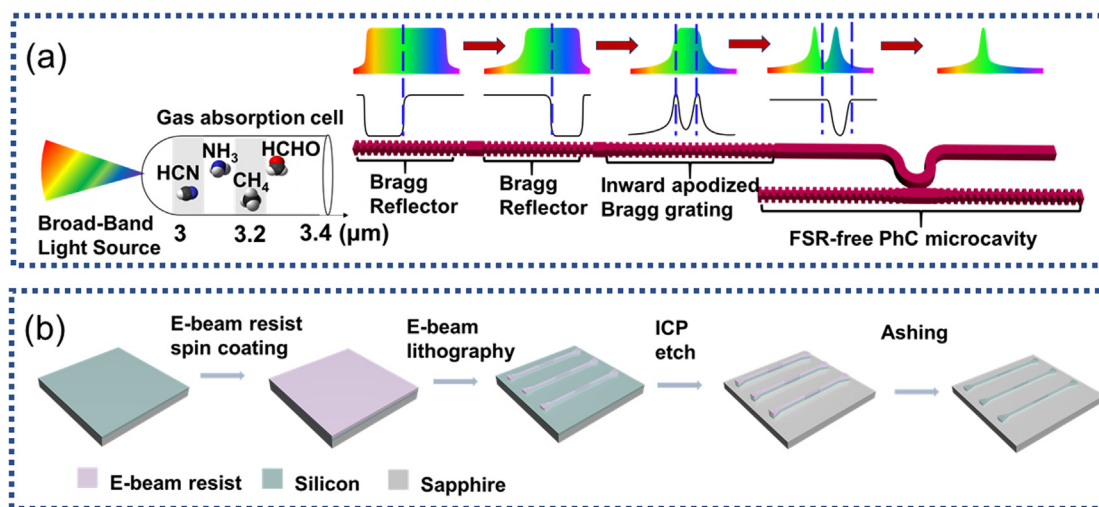 (a)
Gas absorption cell
HCN
NH3
CH4
HCHO
Broad-Band
Light Source
3
3.2
3.4 (μm)
Bragg
Reflector
Bragg
Reflector
Inward apodized
Bragg grating
FSR-free PhC microcavity
(b)
E-beam resist
spin coating
E-beam
lithography
ICP
etch
Ashing
E-beam resist
Silicon
Sapphire